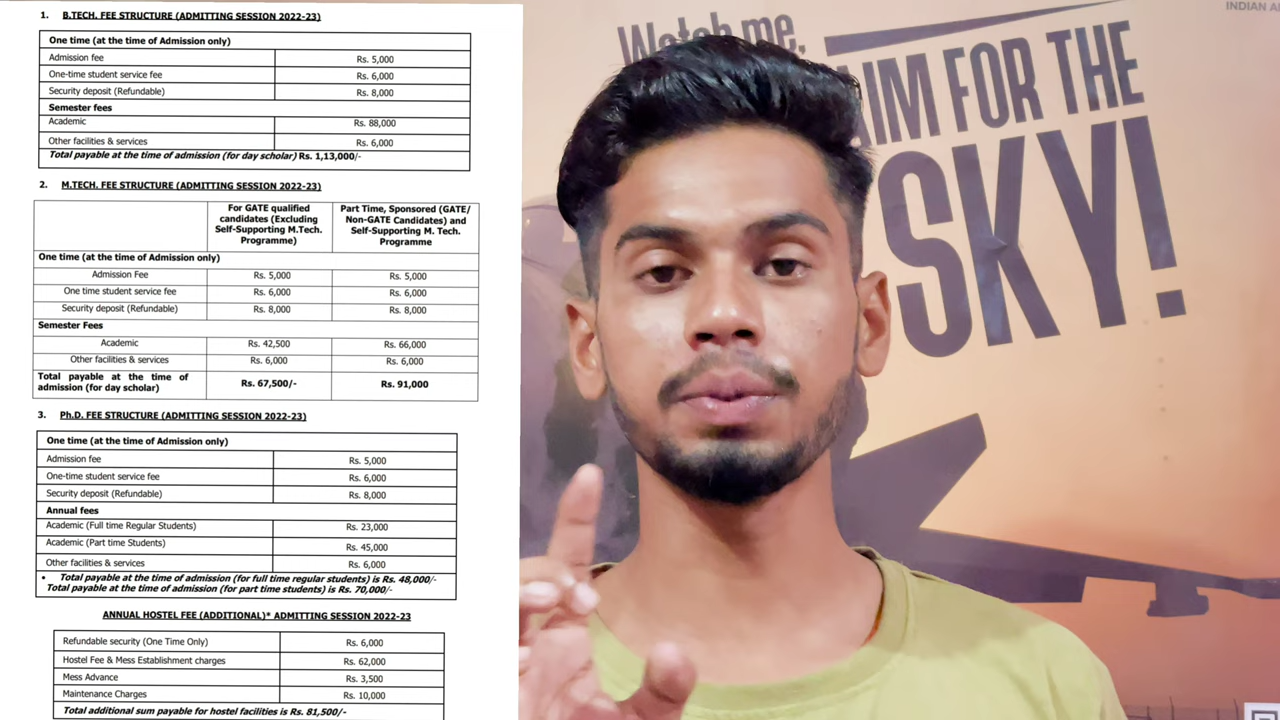 1. B.TECH. FEE STRUCTURE (ADMITTING SESSION 2022-23)
One time (at the time of Admission only)
Admission fee Rs. 5,000
One-time student service fee Rs. 6,000
Security deposit (Refundable) Rs. 8,000
Semester fees
Academic Rs. 88,000
Other facilities & services Rs. 6,000
Total payable at the time of admission (for day scholar) Rs. 1,13,000/-
2. M.TECH. FEE STRUCTURE (ADMITTING SESSION 2022-23)
For GATE qualified candidates (Excluding Self-Supporting M.Tech. Programme)
Part Time, Sponsored (GATE/ Non-GATE Candidates) and Self-Supporting M. Tech. Programme
One time (at the time of Admission only)
Admission Fee Rs. 5,000 Rs. 5,000
One time student service fee Rs. 6,000 Rs. 6,000
Security deposit (Refundable) Rs. 8,000 Rs. 8,000
Semester Fees
Academic Rs. 42,500 Rs. 66,000
Other facilities & services Rs. 6,000 Rs. 6,000
Total payable at the time of admission (for day scholar) Rs. 67,500/- Rs. 91,000
3. Ph.D. FEE STRUCTURE (ADMITTING SESSION 2022-23)
One time (at the time of Admission only)
Admission fee Rs. 5,000
One-time student service fee Rs. 6,000
Security deposit (Refundable) Rs. 8,000
Annual fees
Academic (Full time Regular Students) Rs. 23,000
Academic (Part time Students) Rs. 45,000
Other facilities & services Rs. 6,000
• Total payable at the time of admission (for full time regular students) is Rs. 48,000/-
Total payable at the time of admission (for part time students) is Rs. 70,000/-
ANNUAL HOSTEL FEE (ADDITIONAL)* ADMITTING SESSION 2022-23
Refundable security (One Time Only) Rs. 6,000
Hostel Fee & Mess Establishment charges Rs. 62,000
Mess Advance Rs. 3,500
Maintenance Charges Rs. 10,000
Total additional sum payable for hostel facilities is Rs. 81,500/-
INDIAN
Watch me.
AIM FOR THE
SKY!